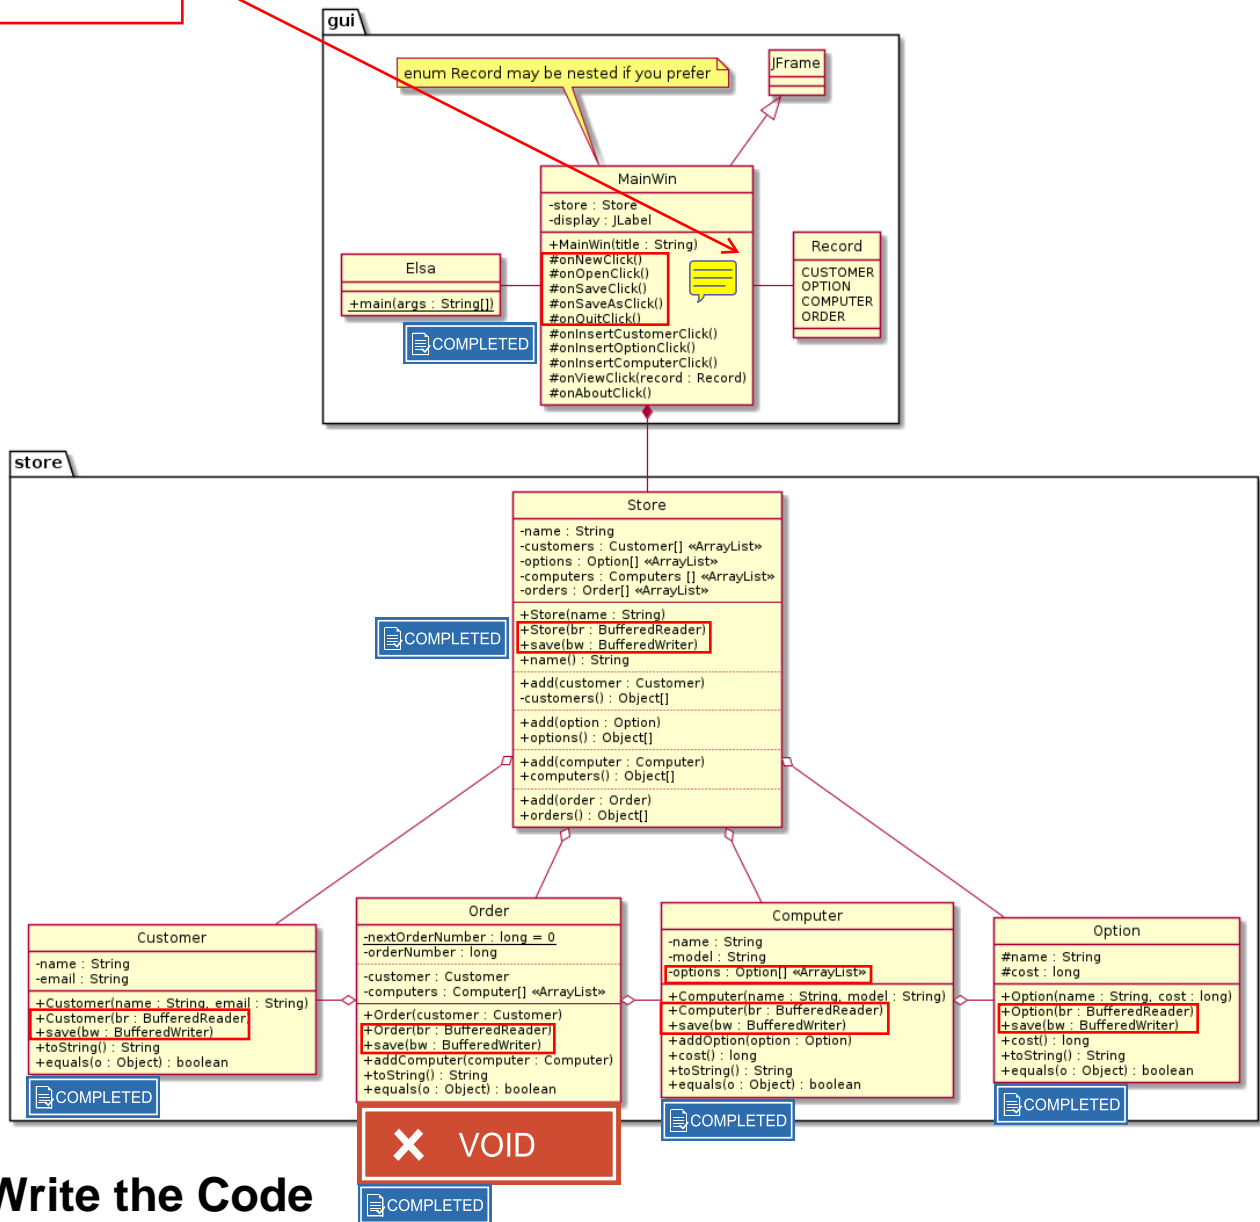 gui
enum Record may be nested if you prefer
JFrame
MainWin
-store : Store
-display : JLabel
+MainWin(title : String)
#onNewClick()
#onOpenClick()
#onSaveClick()
#onSaveAsClick()
#onQuitClick()
#onInsertCustomerClick()
#onInsertOptionClick()
#onInsertComputerClick()
#onViewClick(record : Record)
#onAboutClick()
Elsa
+main(args : String[])
COMPLETED
Record
CUSTOMER
OPTION
COMPUTER
ORDER
store
Store
-name : String
-customers : Customer[] «ArrayList»
-options : Option[] «ArrayList»
-computers : Computers [] «ArrayList»
-orders : Order[] «ArrayList»
+Store(name : String)
+Store(br : BufferedReader)
+save(bw : BufferedWriter)
+name() : String
+add(customer : Customer)
-customers() : Object[]
+add(option : Option)
+options() : Object[]
+add(computer : Computer)
+computers() : Object[]
+add(order : Order)
+orders() : Object[]
COMPLETED
Customer
-name : String
-email : String
+Customer(name : String, email : String)
+Customer(br : BufferedReader
+save(bw : BufferedWriter)
+toString() : String
+equals(o : Object) : boolean
COMPLETED
Order
-nextOrderNumber : long = 0
-orderNumber : long
-customer : Customer
-computers : Computer[] «ArrayList»
+Order(customer : Customer)
+Order(br : BufferedReader)
+save(bw : BufferedWriter)
+addComputer(computer : Computer)
+toString() : String
+equals(o : Object) : boolean
VOID
COMPLETED
Computer
-name : String
-model : String
-options : Option[] «ArrayList»
+Computer(name : String, model : String)
+Computer(br : BufferedReader)
+save(bw : BufferedWriter)
+addOption(option : Option)
+cost() : long
+toString() : String
+equals(o : Object) : boolean
COMPLETED
Option
#name : String
#cost : long
+Option(name : String, cost : long)
+Option(br : BufferedReader)
+save(bw : BufferedWriter)
+cost() : long
+toString() : String
+equals(o : Object) : boolean
COMPLETED
Write the Code